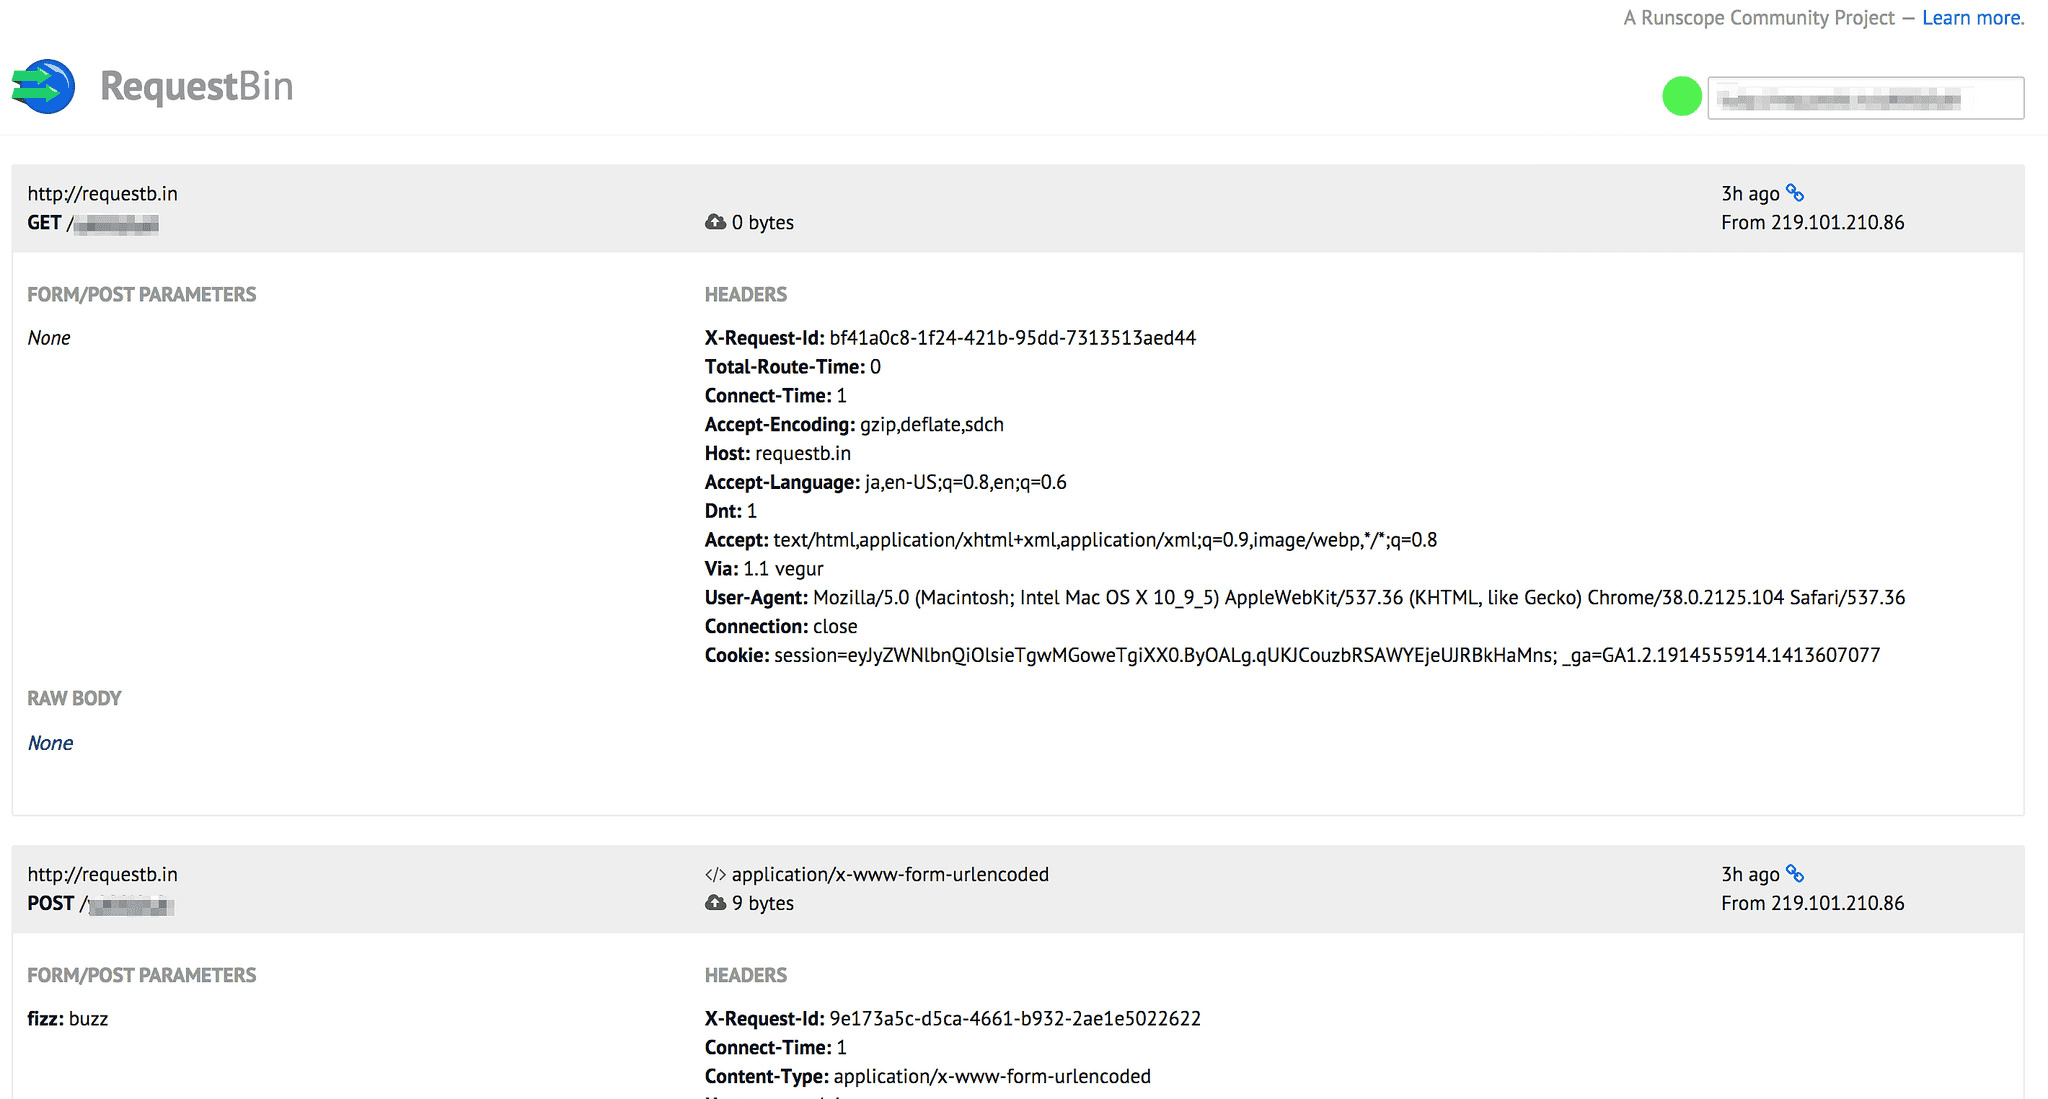 A Runscope Community Project — Learn more.
RequestBin
http://requestb.in
GET /
0 bytes
3h ago
From 219.101.210.86
FORM/POST PARAMETERS
None
HEADERS
X-Request-Id: bf41a0c8-1f24-421b-95dd-7313513aed44
Total-Route-Time: 0
Connect-Time: 1
Accept-Encoding: gzip,deflate,sdch
Host: requestb.in
Accept-Language: ja,en-US;q=0.8,en;q=0.6
Dnt: 1
Accept: text/html,application/xhtml+xml,application/xml;q=0.9,image/webp,*/*;q=0.8
Via: 1.1 vegur
User-Agent: Mozilla/5.0 (Macintosh; Intel Mac OS X 10_9_5) AppleWebKit/537.36 (KHTML, like Gecko) Chrome/38.0.2125.104 Safari/537.36
Connection: close
Cookie: session=eyJyZWNlbnQiOlsieTgwMGoweTgiXX0.ByOALg.qUKJCouzbRSAWYEjeUJRBkHaMns; _ga=GA1.2.1914555914.1413607077
RAW BODY
None
http://requestb.in
POST /
</> application/x-www-form-urlencoded
9 bytes
3h ago
From 219.101.210.86
FORM/POST PARAMETERS
fizz: buzz
HEADERS
X-Request-Id: 9e173a5c-d5ca-4661-b932-2ae1e5022622
Connect-Time: 1
Content-Type: application/x-www-form-urlencoded